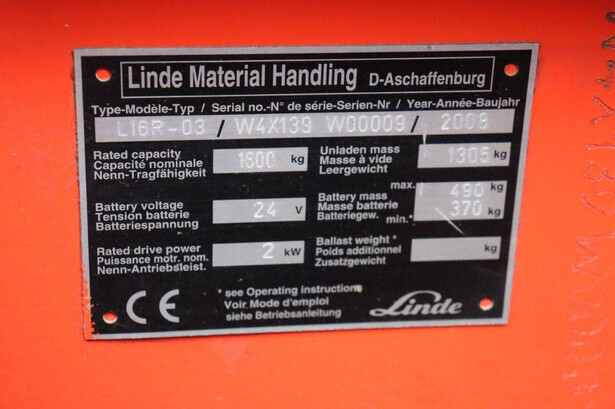 Linde Material Handling D-Aschaffenburg
Type-Modèle-Typ / Serial no.-N° de série-Serien-Nr / Year-Année-Baujahr
L16R-03 / W4X139 W00009 / 2008
Rated capacity
Capacité nominale 1600 kg
Nenn-Tragfähigkeit
Unladen mass
Masse à vide 1305 kg
Leergewicht
Battery voltage
Tension batterie 24 V
Batteriespannung
max. 490 kg
Battery mass
Masse batterie 370 kg
Batteriegew. min.*
Rated drive power
Puissance motr. nom. 2 kW
Nenn-Antriebsleist.
Ballast weight *
Poids additionnel kg
Zusatzgewicht
CE
* see Operating instructions
Voir Mode d'emploi
siehe Betriebsanleitung
Linde